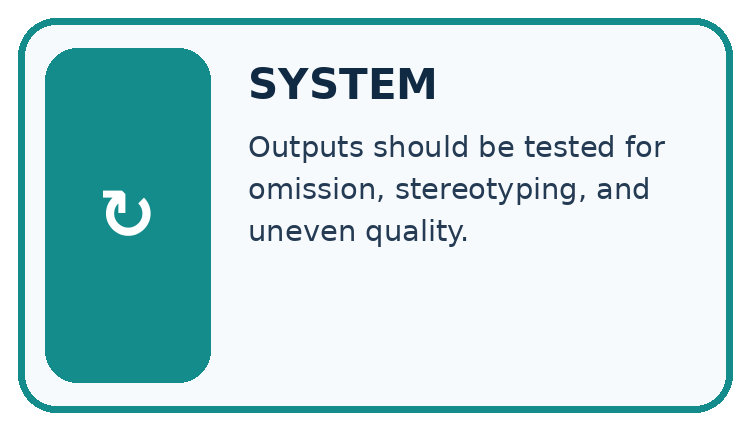 SYSTEM
Outputs should be tested for
omission, stereotyping, and
uneven quality.